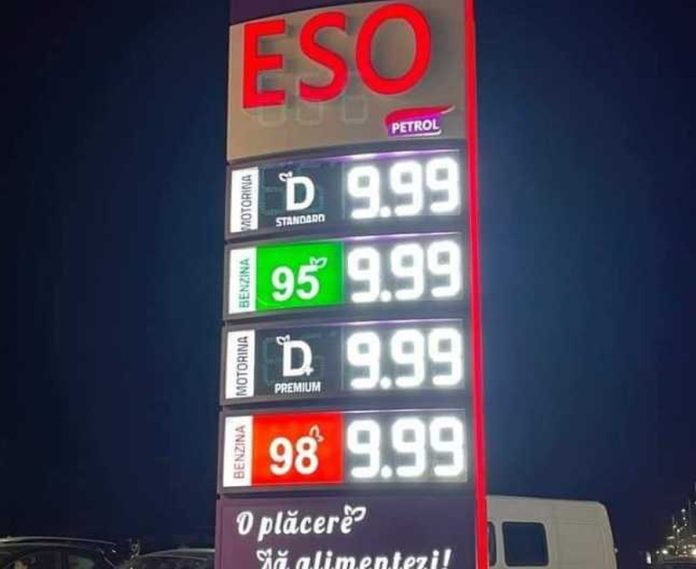 ESO
PETROL
MOTORINA D STANDARD 9.99
BENZINA 95 9.99
MOTORINA D+ PREMIUM 9.99
BENZINA 98 9.99
O plăcere
să alimentezi!